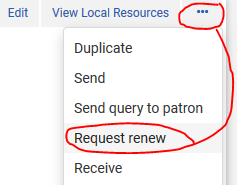 Edit View Local Resources •••
Duplicate
Send
Send query to patron
Request renew
Receive